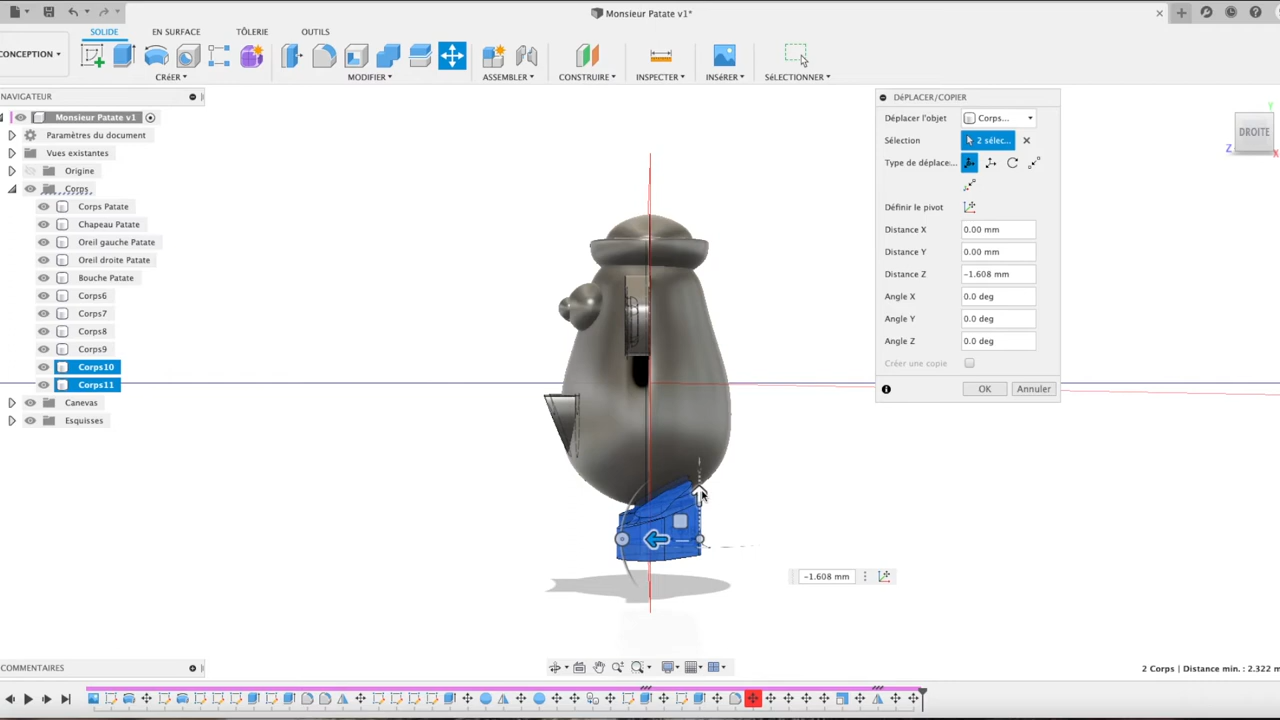 Monsieur Patate v1*
SOLIDE EN SURFACE TÔLERIE OUTILS
CONCEPTION
CRÉER MODIFIER ASSEMBLER CONSTRUIRE INSPECTER INSÉRER SÉLECTIONNER
NAVIGATEUR
Monsieur Patate v1
Paramètres du document
Vues existantes
Origine
Corps
Corps Patate
Chapeau Patate
Oreil gauche Patate
Oreil droite Patate
Bouche Patate
Corps6
Corps7
Corps8
Corps9
Corps10
Corps11
Canevas
Esquisses
DÉPLACER/COPIER
Déplacer l'objet Corps...
Sélection 2 sélec...
Type de déplace...
Définir le pivot
Distance X 0.00 mm
Distance Y 0.00 mm
Distance Z -1.608 mm
Angle X 0.0 deg
Angle Y 0.0 deg
Angle Z 0.0 deg
Créer une copie
OK Annuler
Y
DROITE
Z
X
-1.608 mm
COMMENTAIRES
2 Corps | Distance min. : 2.322 m